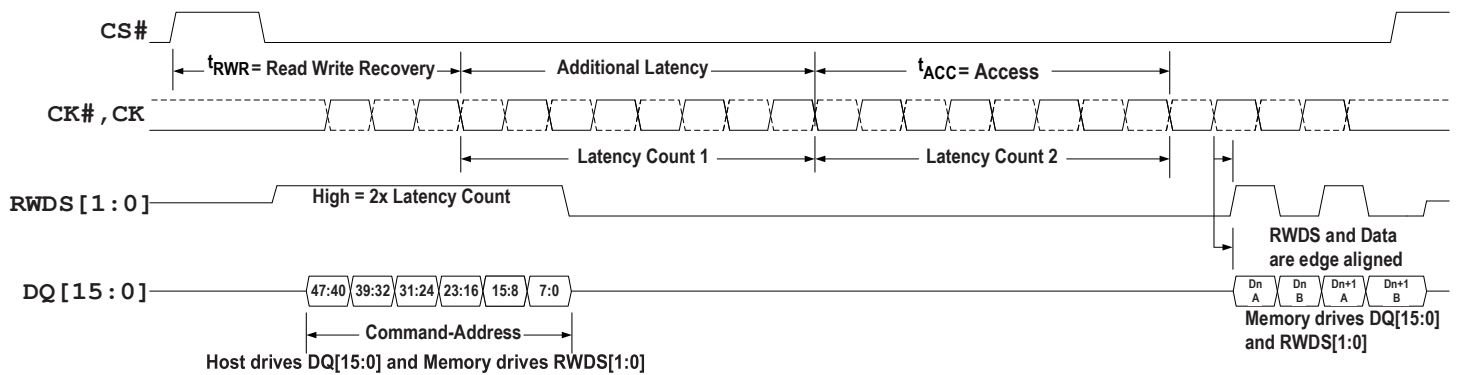 CS#
tRWR= Read Write Recovery
Additional Latency
tACC= Access
CK#,CK
Latency Count 1
Latency Count 2
RWDS[1:0]
High = 2x Latency Count
RWDS and Data
are edge aligned
DQ[15:0]
47:40
39:32
31:24
23:16
15:8
7:0
Dn
A
Dn
B
Dn+1
A
Dn+1
B
Command-Address
Memory drives DQ[15:0]
and RWDS[1:0]
Host drives DQ[15:0] and Memory drives RWDS[1:0]